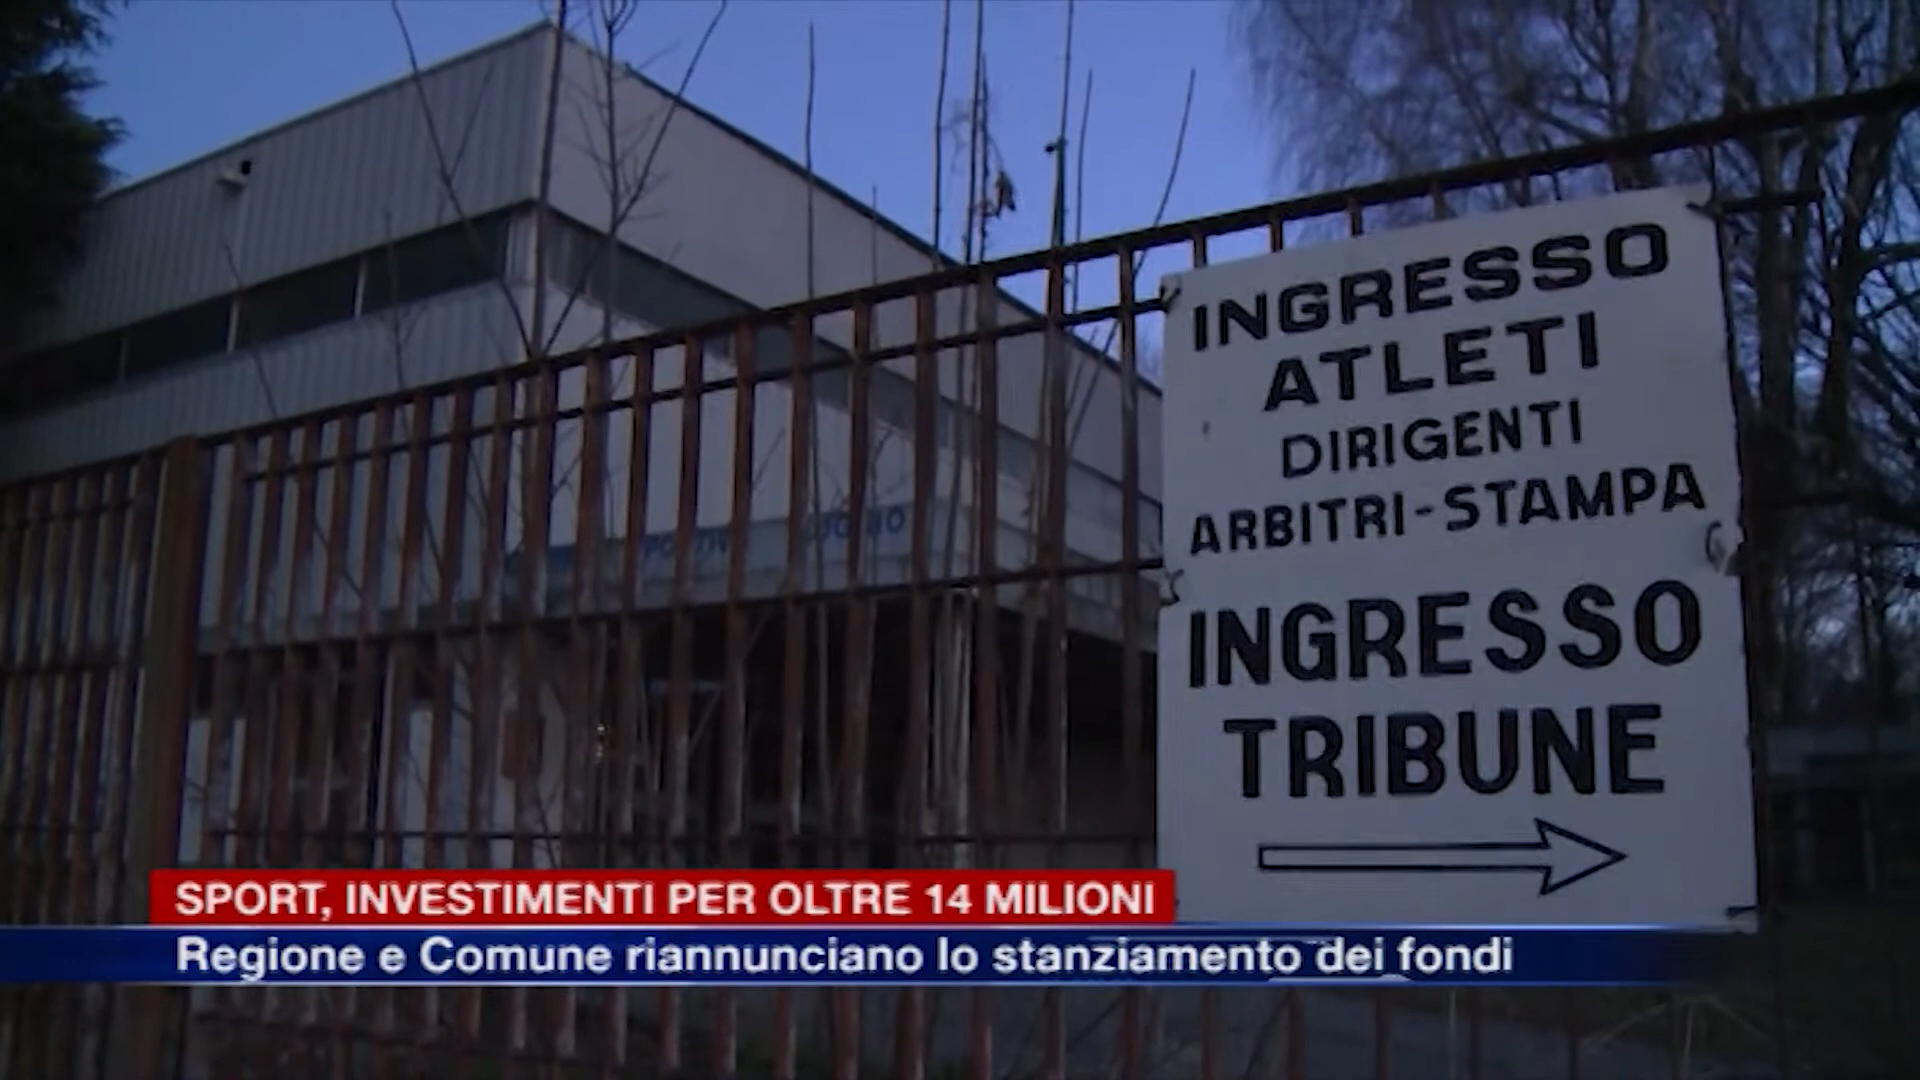 INGRESSO
ATLETI
DIRIGENTI
ARBITRI-STAMPA
INGRESSO
TRIBUNE
SPORT, INVESTIMENTI PER OLTRE 14 MILIONI
Regione e Comune riannunciano lo stanziamento dei fondi